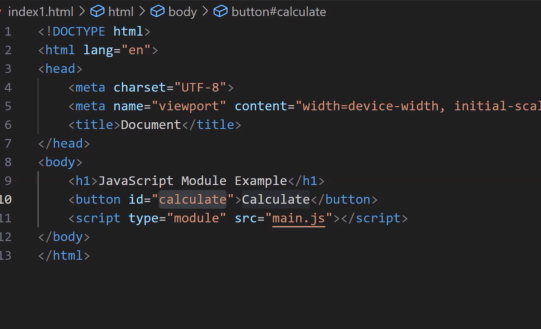 index1.html > html > body > button#calculate
1 <!DOCTYPE html>
2 <html lang="en">
3 <head>
4 <meta charset="UTF-8">
5 <meta name="viewport" content="width=device-width, initial-scal
6 <title>Document</title>
7 </head>
8 <body>
9 <h1>JavaScript Module Example</h1>
10 <button id="calculate">Calculate</button>
11 <script type="module" src="main.js"></script>
12 </body>
13 </html>